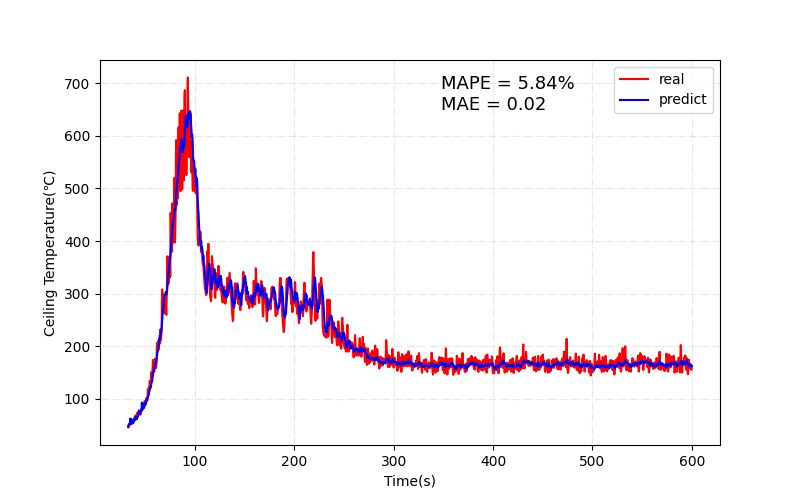 MAPE = 5.84%
MAE = 0.02
real
predict
700
600
500
400
300
200
100
Ceiling Temperature(℃)
100 200 300 400 500 600
Time(s)